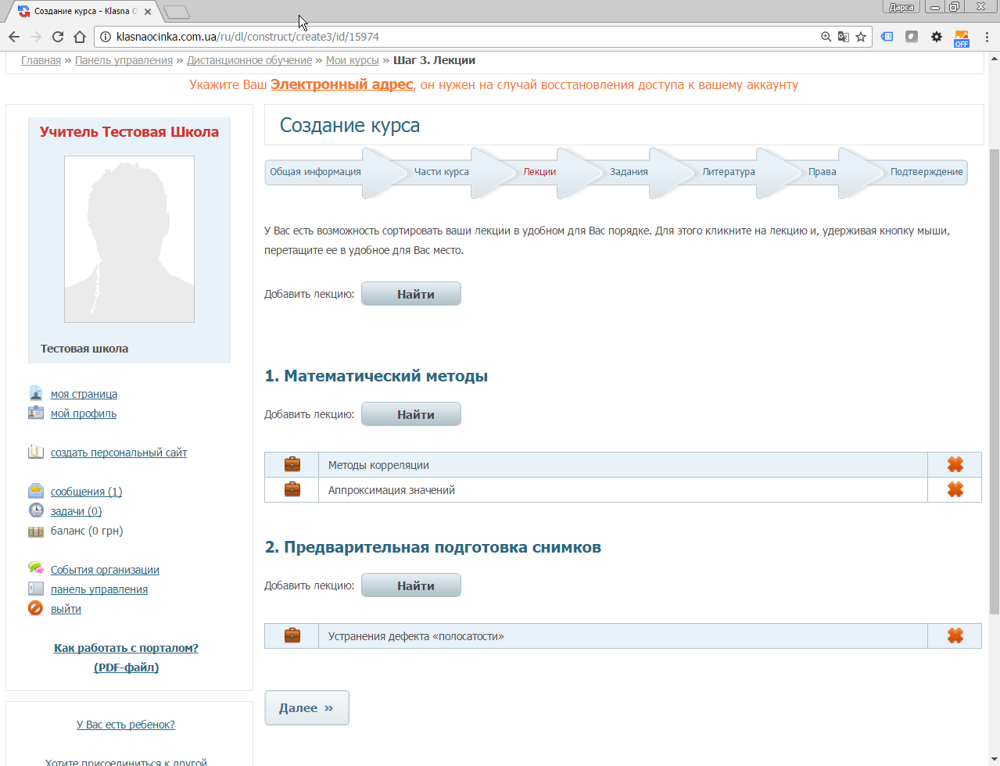 Создание курса - Klasna O
Дарса
klasnaocinka.com.ua/ru/dl/construct/create3/id/15974
OFF
Главная » Панель управления » Дистанционное обучение » Мои курсы » Шаг 3. Лекции
Укажите Ваш Электронный адрес, он нужен на случай восстановления доступа к вашему аккаунту
Учитель Тестовая Школа
Тестовая школа
моя страница
мой профиль
создать персональный сайт
сообщения (1)
задачи (0)
баланс (0 грн)
События организации
панель управления
выйти
Как работать с порталом?
(PDF-файл)
У Вас есть ребенок?
Хотите присоединиться к другой
Создание курса
Общая информация
Части курса
Лекции
Задания
Литература
Права
Подтверждение
У Вас есть возможность сортировать ваши лекции в удобном для Вас порядке. Для этого кликните на лекцию и, удерживая кнопку мыши,
перетащите ее в удобное для Вас место.
Добавить лекцию: Найти
1. Математический методы
Добавить лекцию: Найти
Методы корреляции
Аппроксимация значений
2. Предварительная подготовка снимков
Добавить лекцию: Найти
Устранения дефекта «полосатости»
Далее »